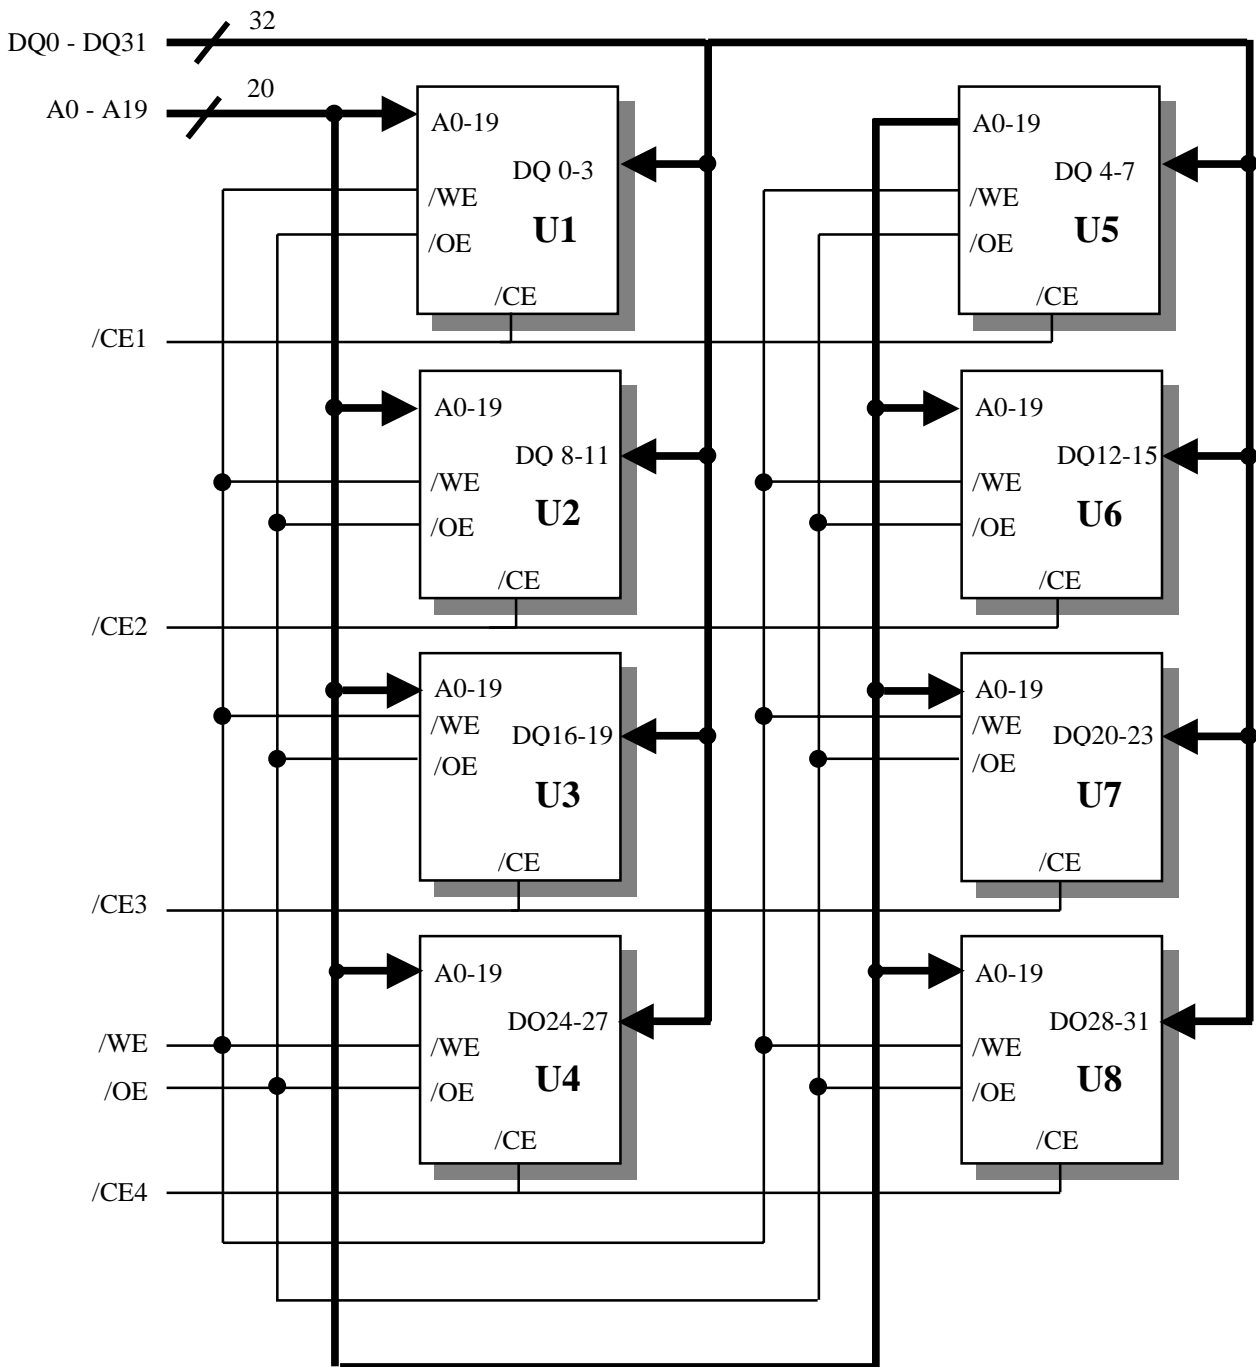 DQ0 - DQ31
32
A0 - A19
20
A0-19
DQ 0-3
/WE
U1
/OE
/CE
A0-19
DQ 4-7
/WE
U5
/OE
/CE
/CE1
A0-19
DQ 8-11
/WE
U2
/OE
/CE
A0-19
DQ12-15
/WE
U6
/OE
/CE
/CE2
A0-19
/WE
DQ16-19
/OE
U3
/CE
A0-19
/WE
DQ20-23
/OE
U7
/CE
/CE3
A0-19
DQ24-27
/WE
U4
/OE
/CE
A0-19
DQ28-31
/WE
U8
/OE
/CE
/WE
/OE
/CE4